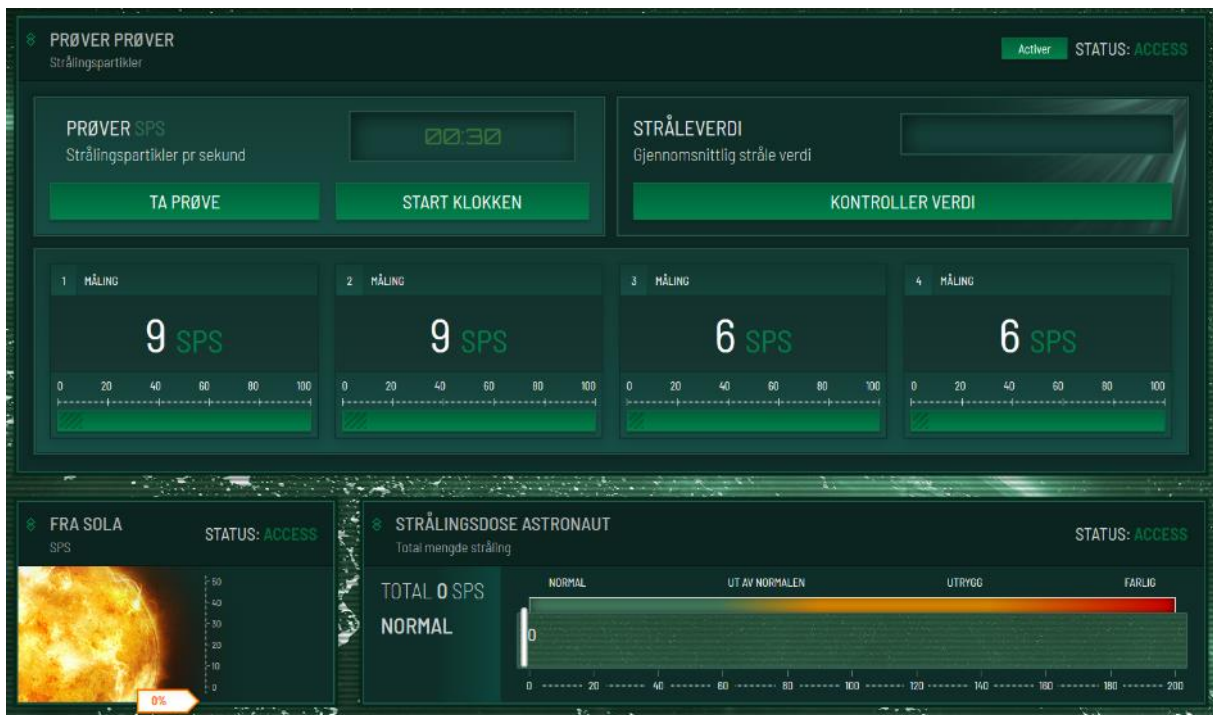 PRØVER PRØVER
Strålingspartikler
Activer STATUS: ACCESS
PRØVER SPS
Strålingspartikler pr sekund
00:30
TA PRØVE
START KLOKKEN
STRÅLEVERDI
Gjennomsnittlig stråle verdi
KONTROLLER VERDI
1 MÅLING
9 SPS
0 20 40 60 80 100
2 MÅLING
9 SPS
0 20 40 60 80 100
3 MÅLING
6 SPS
0 20 40 60 80 100
4 MÅLING
6 SPS
0 20 40 60 80 100
FRA SOLA
SPS
STATUS: ACCESS
50
40
30
20
10
0
0%
STRÅLINGSDOSE ASTRONAUT
Total mengde stråling
STATUS: ACCESS
TOTAL 0 SPS
NORMAL
NORMAL UT AV NORMALEN UTRYGG FARLIG
0
0 20 40 60 80 100 120 140 160 180 200